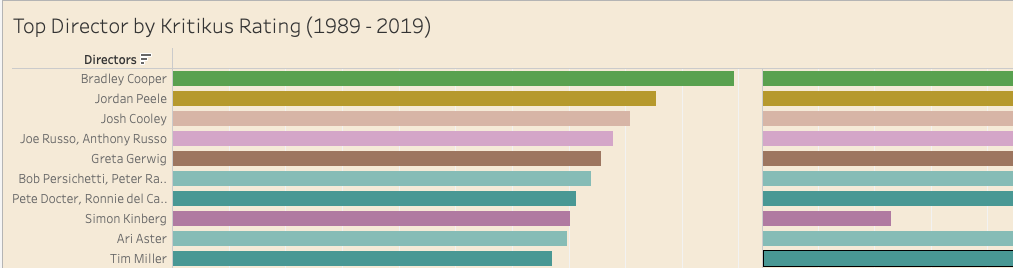 Top Director by Kritikus Rating (1989 - 2019)
Directors
Bradley Cooper
Jordan Peele
Josh Cooley
Joe Russo, Anthony Russo
Greta Gerwig
Bob Persichetti, Peter Ra..
Pete Docter, Ronnie del Ca..
Simon Kinberg
Ari Aster
Tim Miller